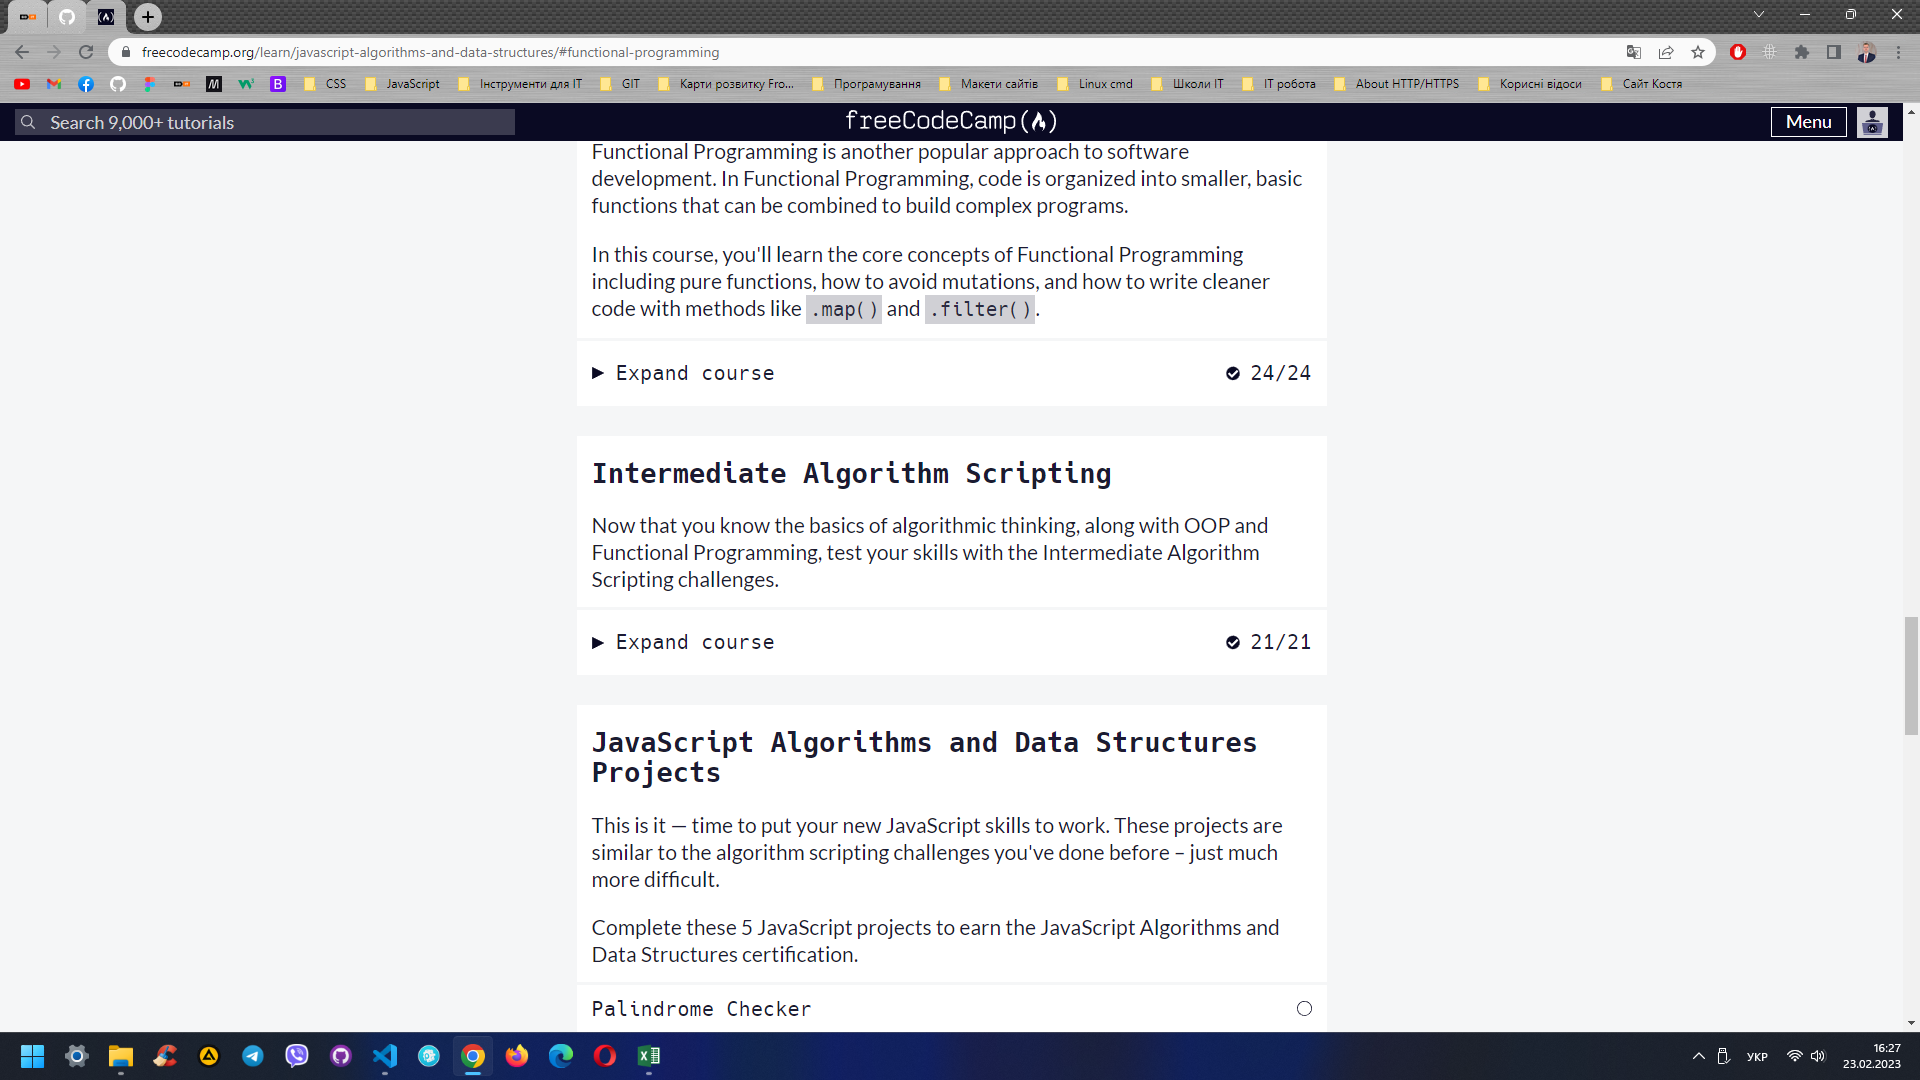 freecodecamp.org/learn/javascript-algorithms-and-data-structures/#functional-programming
CSS JavaScript Інструменти для ІТ GIT Карти розвитку Fro... Програмування Макети сайтів Linux cmd Школи ІТ ІТ робота About HTTP/HTTPS Корисні відоси Сайт Костя
Search 9,000+ tutorials freeCodeCamp(🔥) Menu
Functional Programming is another popular approach to software
development. In Functional Programming, code is organized into smaller, basic
functions that can be combined to build complex programs.
In this course, you'll learn the core concepts of Functional Programming
including pure functions, how to avoid mutations, and how to write cleaner
code with methods like .map() and .filter().
Expand course 24/24
Intermediate Algorithm Scripting
Now that you know the basics of algorithmic thinking, along with OOP and
Functional Programming, test your skills with the Intermediate Algorithm
Scripting challenges.
Expand course 21/21
JavaScript Algorithms and Data Structures
Projects
This is it — time to put your new JavaScript skills to work. These projects are
similar to the algorithm scripting challenges you've done before – just much
more difficult.
Complete these 5 JavaScript projects to earn the JavaScript Algorithms and
Data Structures certification.
Palindrome Checker
УКР
16:27
23.02.2023